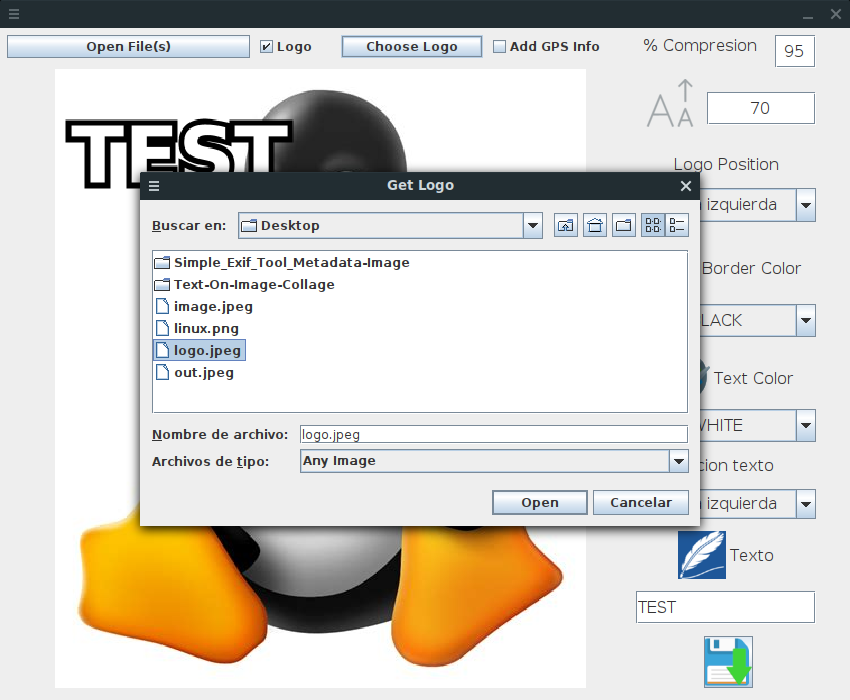 Open File(s)
Logo
Choose Logo
Add GPS Info
% Compresion
95
70
TEST
Logo Position
izquierda
Get Logo
Buscar en:
Desktop
Simple_Exif_Tool_Metadata-Image
Text-On-Image-Collage
image.jpeg
linux.png
logo.jpeg
out.jpeg
Nombre de archivo:
logo.jpeg
Archivos de tipo:
Any Image
Open
Cancelar
Border Color
LACK
Text Color
WHITE
cion texto
izquierda
Texto
TEST